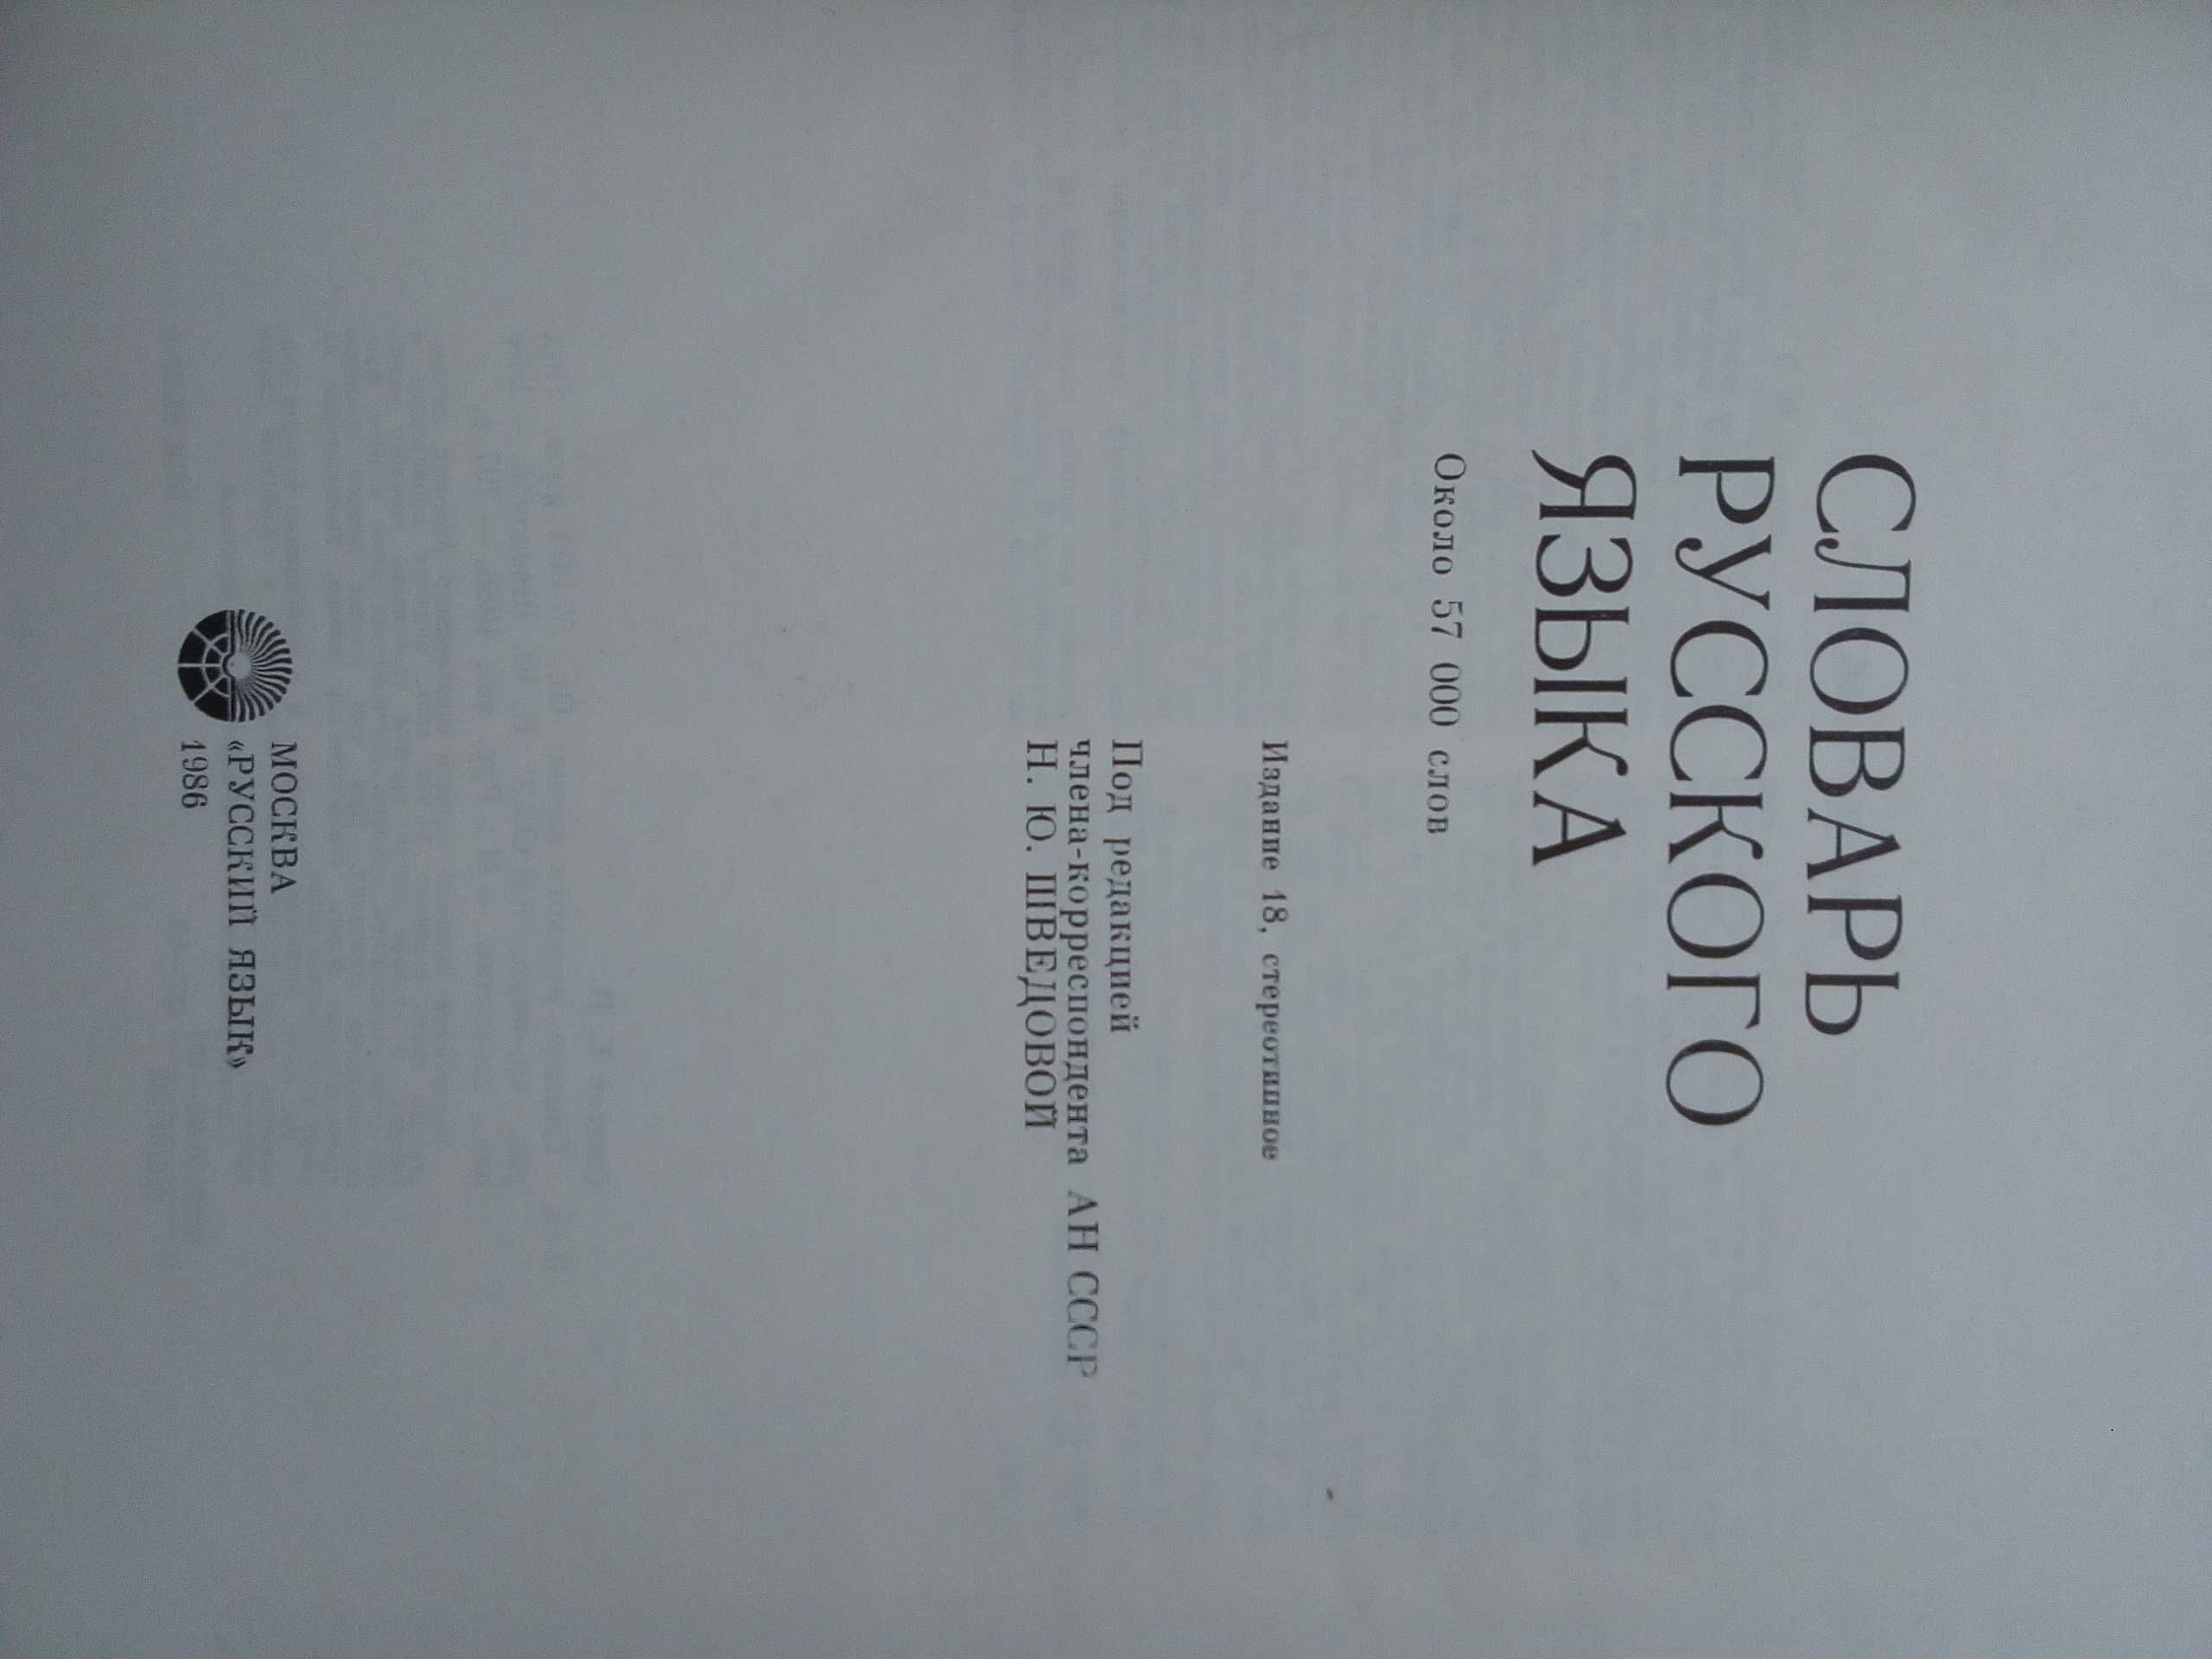 СЛОВАРЬ
РУССКОГО
ЯЗЫКА
Около 57 000 слов
Издание 18, стереотипное
Под редакцией
члена-корреспондента АН СССР
Н. Ю. ШВЕДОВОЙ
МОСКВА
«РУССКИЙ ЯЗЫК»
1986